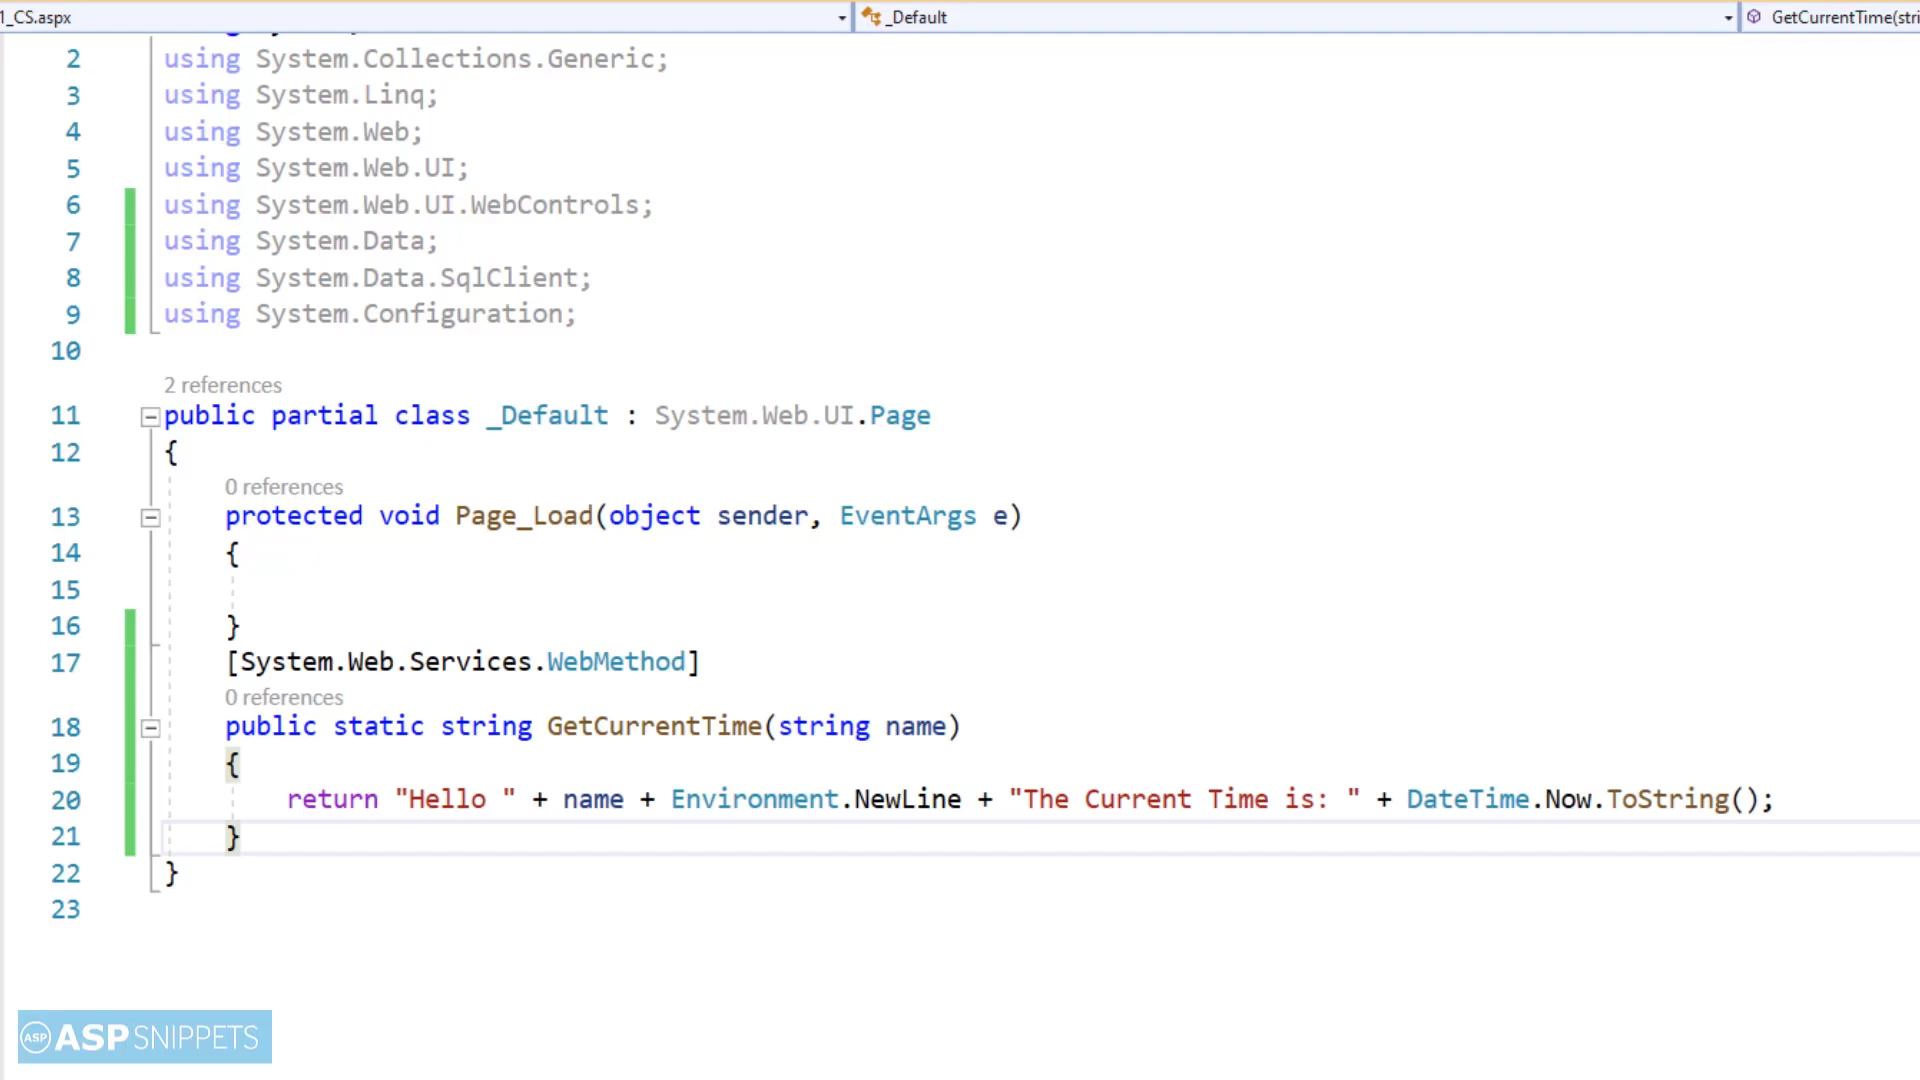 1_CS.aspx _Default GetCurrentTime(stri
2 using System.Collections.Generic;
3 using System.Linq;
4 using System.Web;
5 using System.Web.UI;
6 using System.Web.UI.WebControls;
7 using System.Data;
8 using System.Data.SqlClient;
9 using System.Configuration;
10
2 references
11 public partial class _Default : System.Web.UI.Page
12 {
0 references
13 protected void Page_Load(object sender, EventArgs e)
14 {
15
16 }
17 [System.Web.Services.WebMethod]
0 references
18 public static string GetCurrentTime(string name)
19 {
20 return "Hello " + name + Environment.NewLine + "The Current Time is: " + DateTime.Now.ToString();
21 }
22 }
23
ASP ASPSNIPPETS